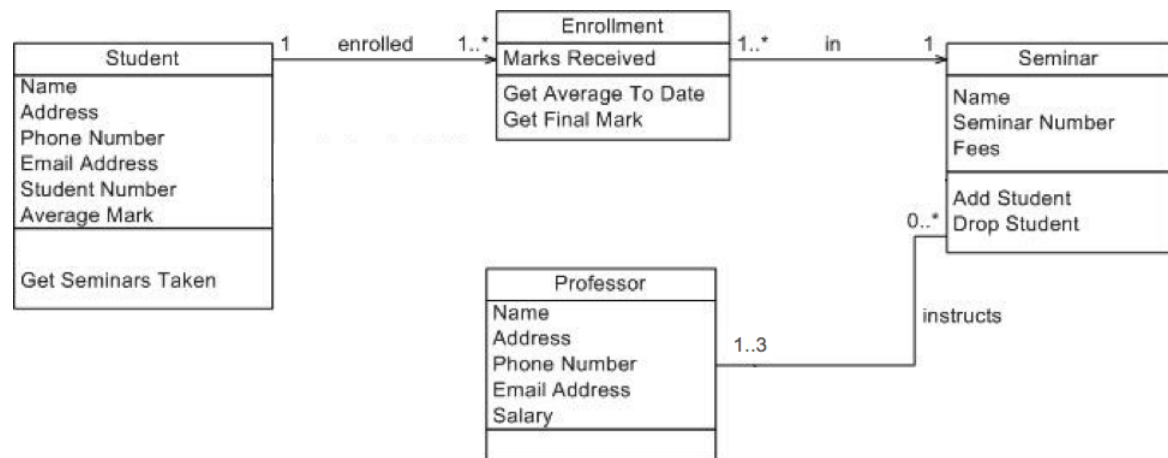 Student
Name
Address
Phone Number
Email Address
Student Number
Average Mark
Get Seminars Taken
1 enrolled 1..*
Enrollment
Marks Received
Get Average To Date
Get Final Mark
1..* in 1
Seminar
Name
Seminar Number
Fees
Add Student
Drop Student
0..*
instructs
1..3
Professor
Name
Address
Phone Number
Email Address
Salary